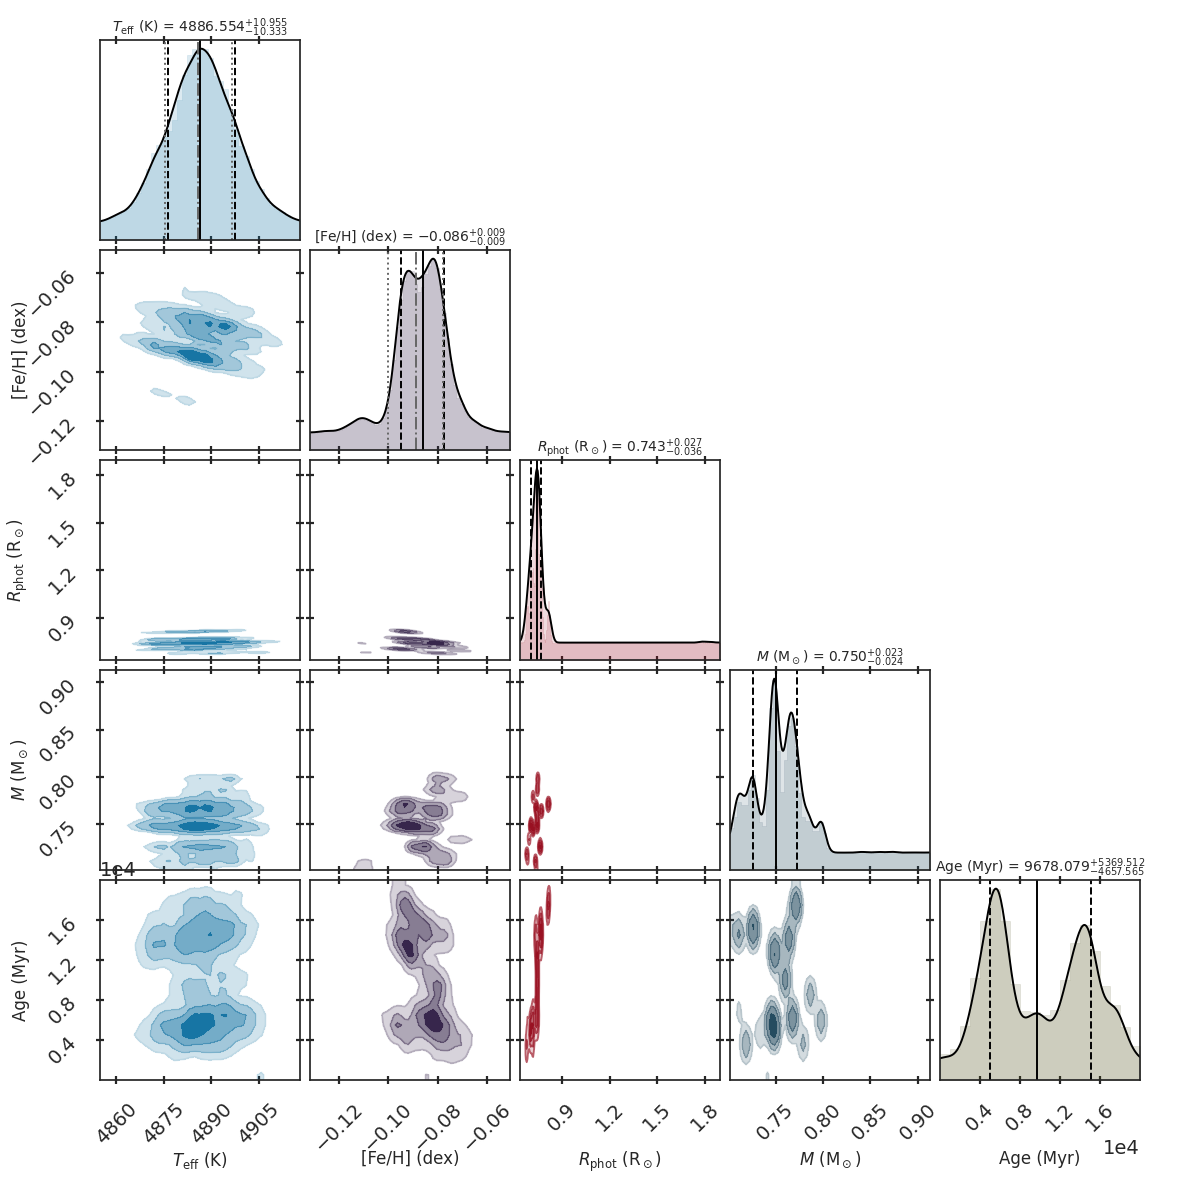 T_eff (K) = 4886.554 +10.955 −10.333
[Fe/H] (dex) = −0.086 +0.009 −0.009
−0.06
−0.08
−0.10
−0.12
[Fe/H] (dex)
R_phot (R⊙) = 0.743 +0.027 −0.036
1.8
1.5
1.2
0.9
R_phot (R⊙)
M (M⊙) = 0.750 +0.023 −0.024
0.90
0.85
0.80
0.75
M (M⊙)
1e4
Age (Myr) = 9678.079 +5369.512 −4657.565
1.6
1.2
0.8
0.4
Age (Myr)
4860 4875 4890 4905 −0.12 −0.10 −0.08 −0.06 0.9 1.2 1.5 1.8 0.75 0.80 0.85 0.90 0.4 0.8 1.2 1.6
1e4
T_eff (K) [Fe/H] (dex) R_phot (R⊙) M (M⊙) Age (Myr)